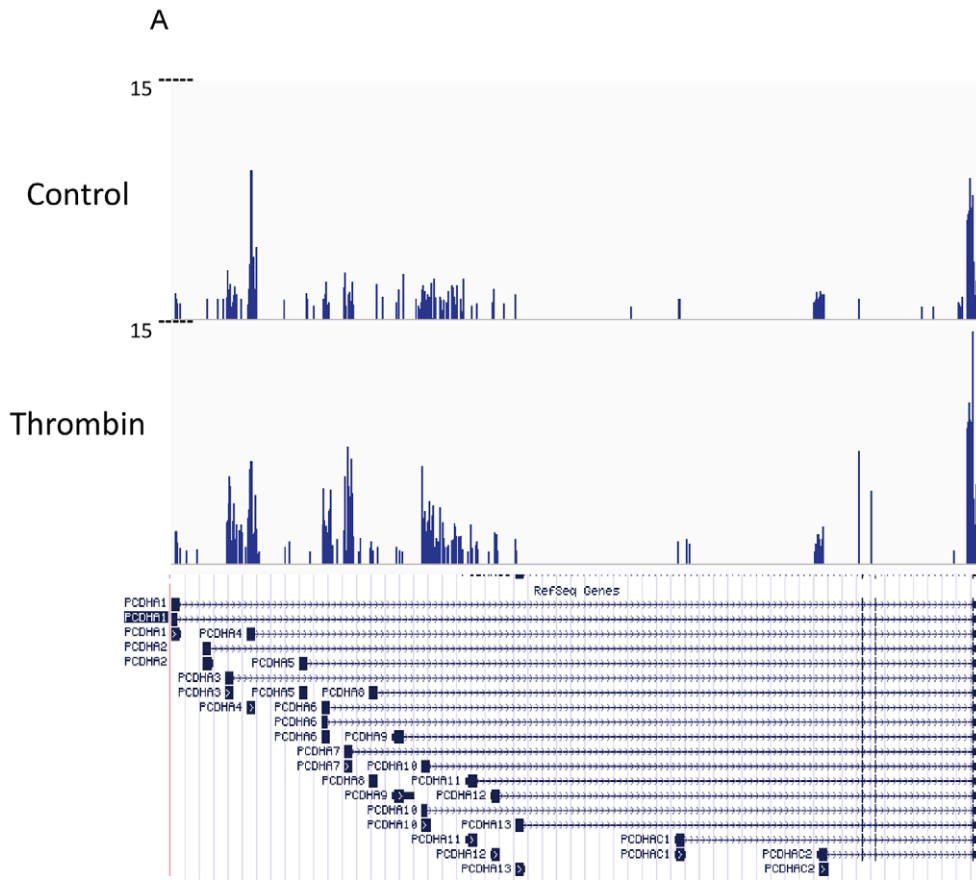 A
15
Control
15
Thrombin
RefSeq Genes
PCDHA1
PCDHA1
PCDHA1 PCDHA4
PCDHA2
PCDHA2 PCDHA5
PCDHA3
PCDHA3 PCDHA5 PCDHA8
PCDHA4 PCDHA6
PCDHA6
PCDHA6 PCDHA9
PCDHA7
PCDHA7 PCDHA10
PCDHA8 PCDHA11
PCDHA9 PCDHA12
PCDHA10
PCDHA10 PCDHA13
PCDHA11 PCDHAC1
PCDHA12 PCDHAC1 PCDHAC2
PCDHA13 PCDHAC2